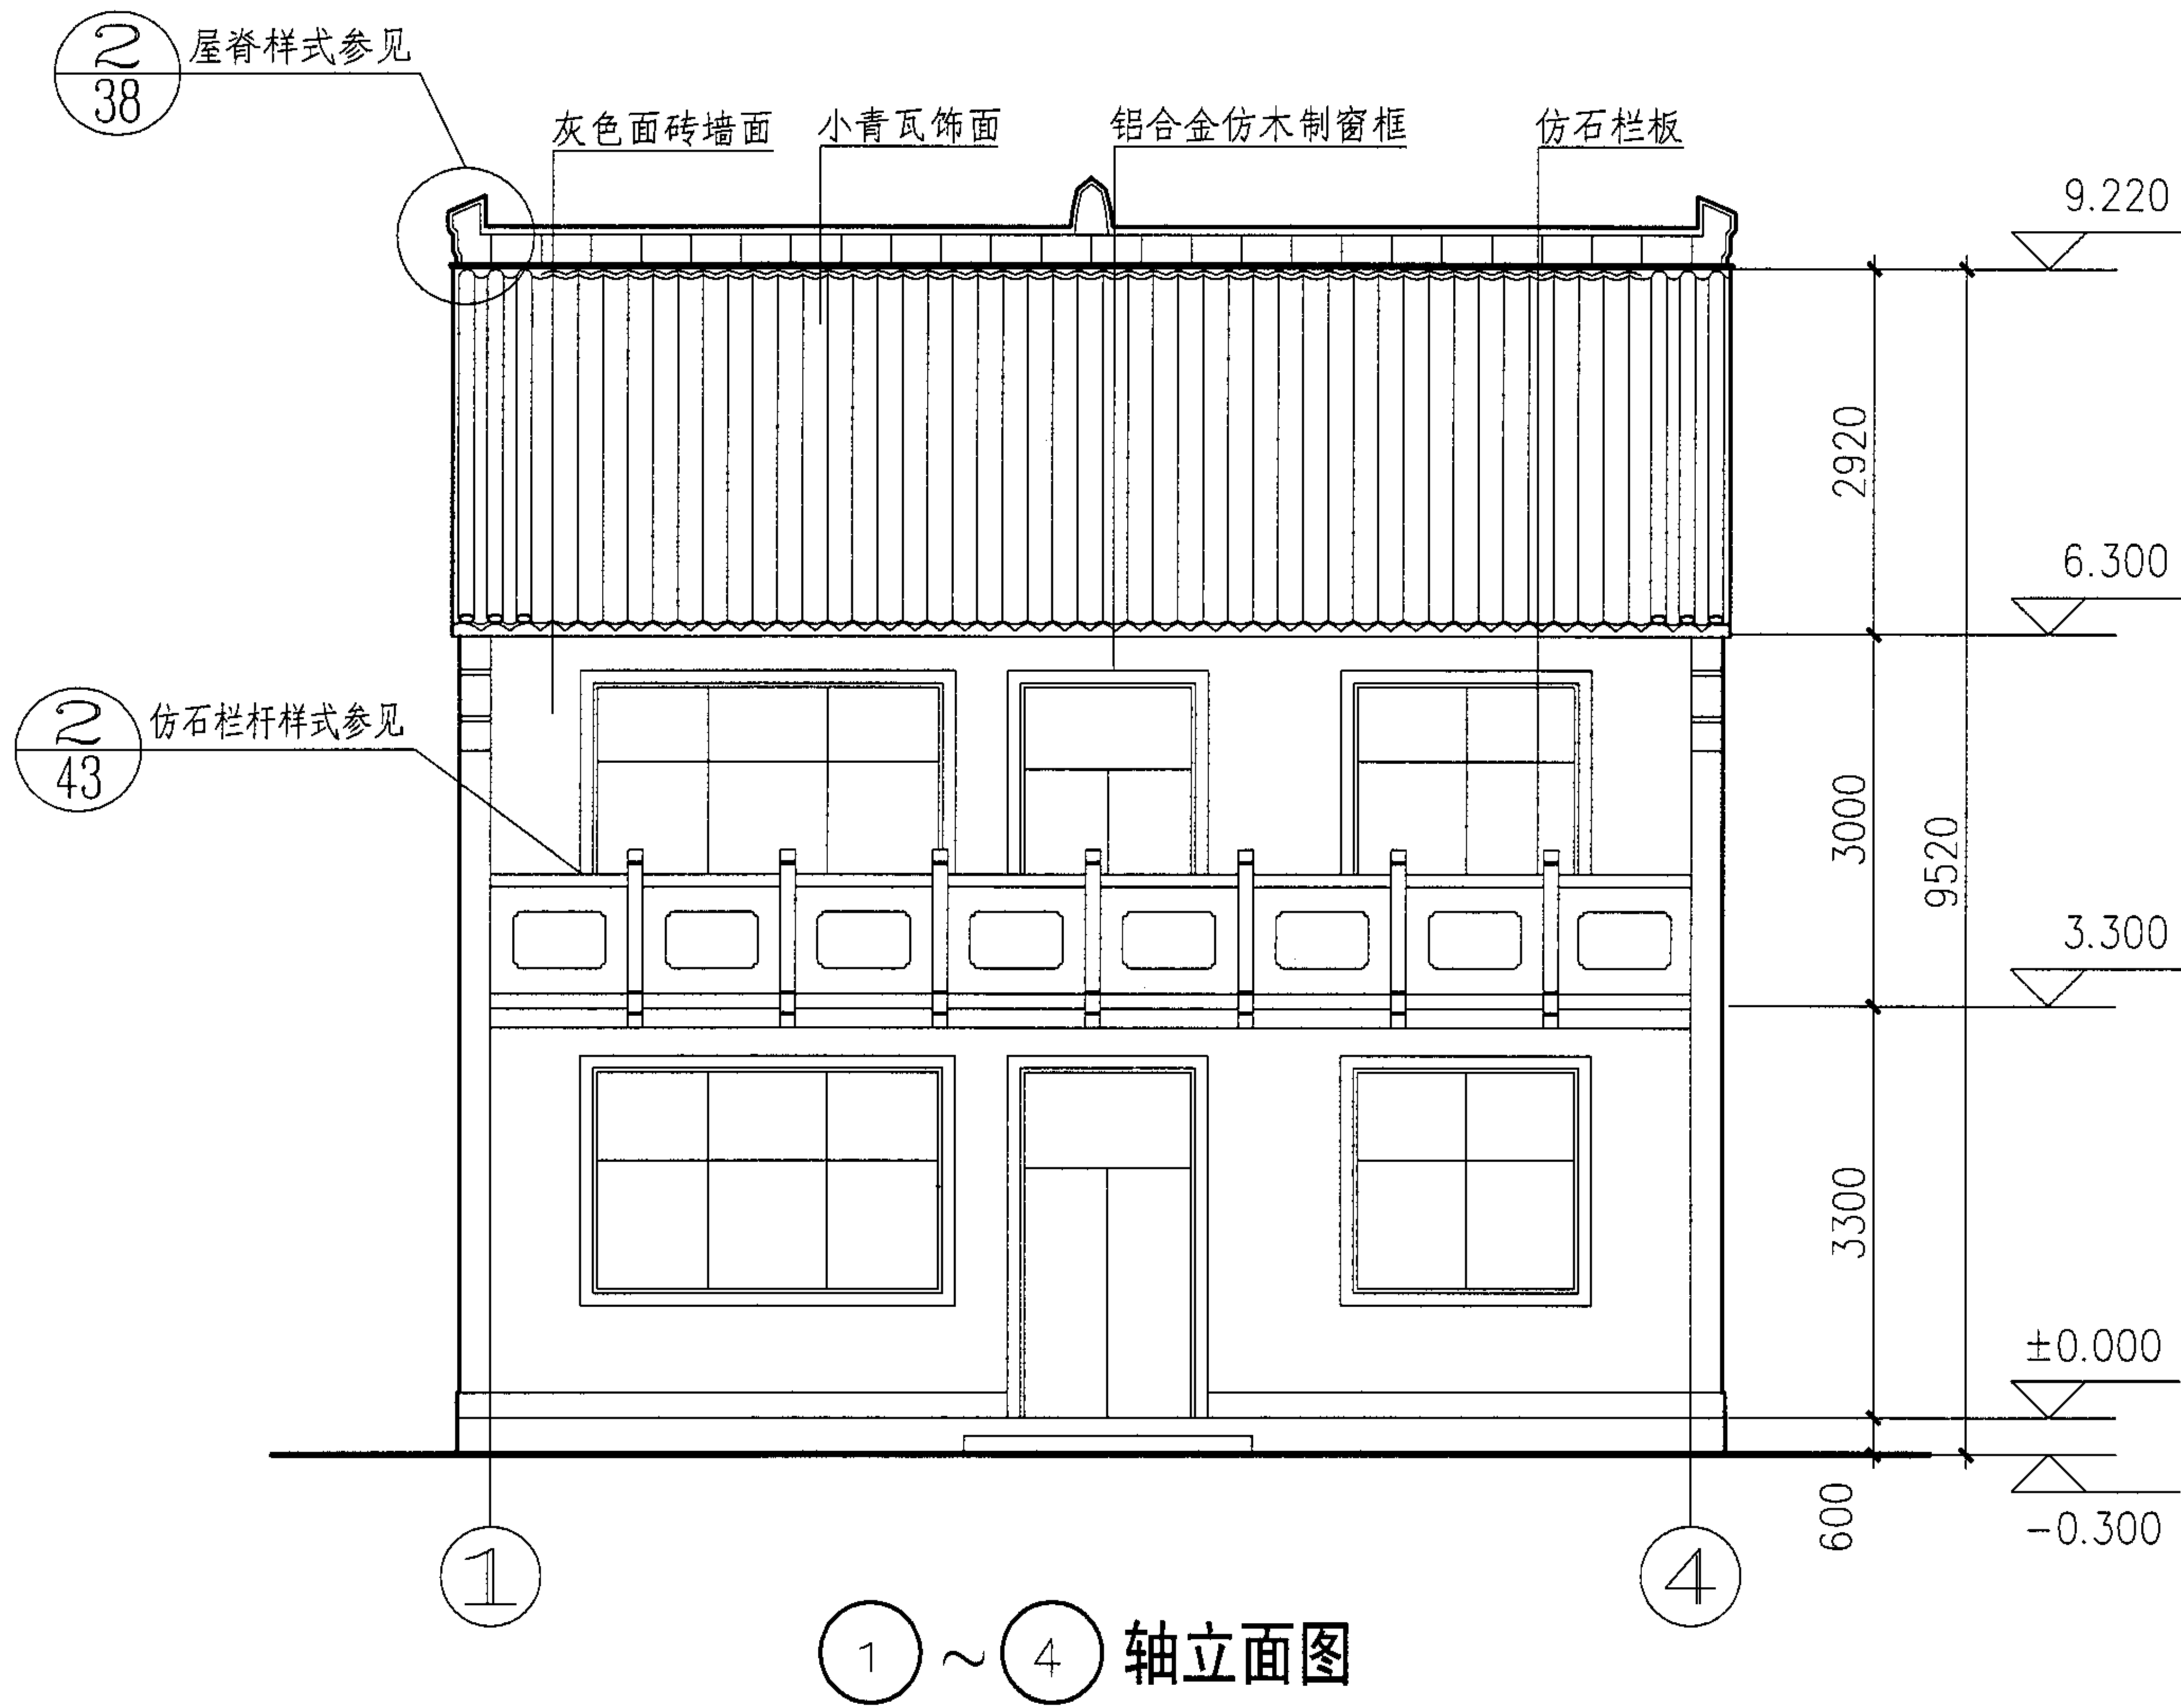 2
38
屋脊样式参见
灰色面砖墙面
小青瓦饰面
铝合金仿木制窗框
仿石栏板
9.220
2920
6.300
2
43
仿石栏杆样式参见
3000
9520
3.300
3300
±0.000
600
-0.300
1
4
1 ~ 4 轴立面图